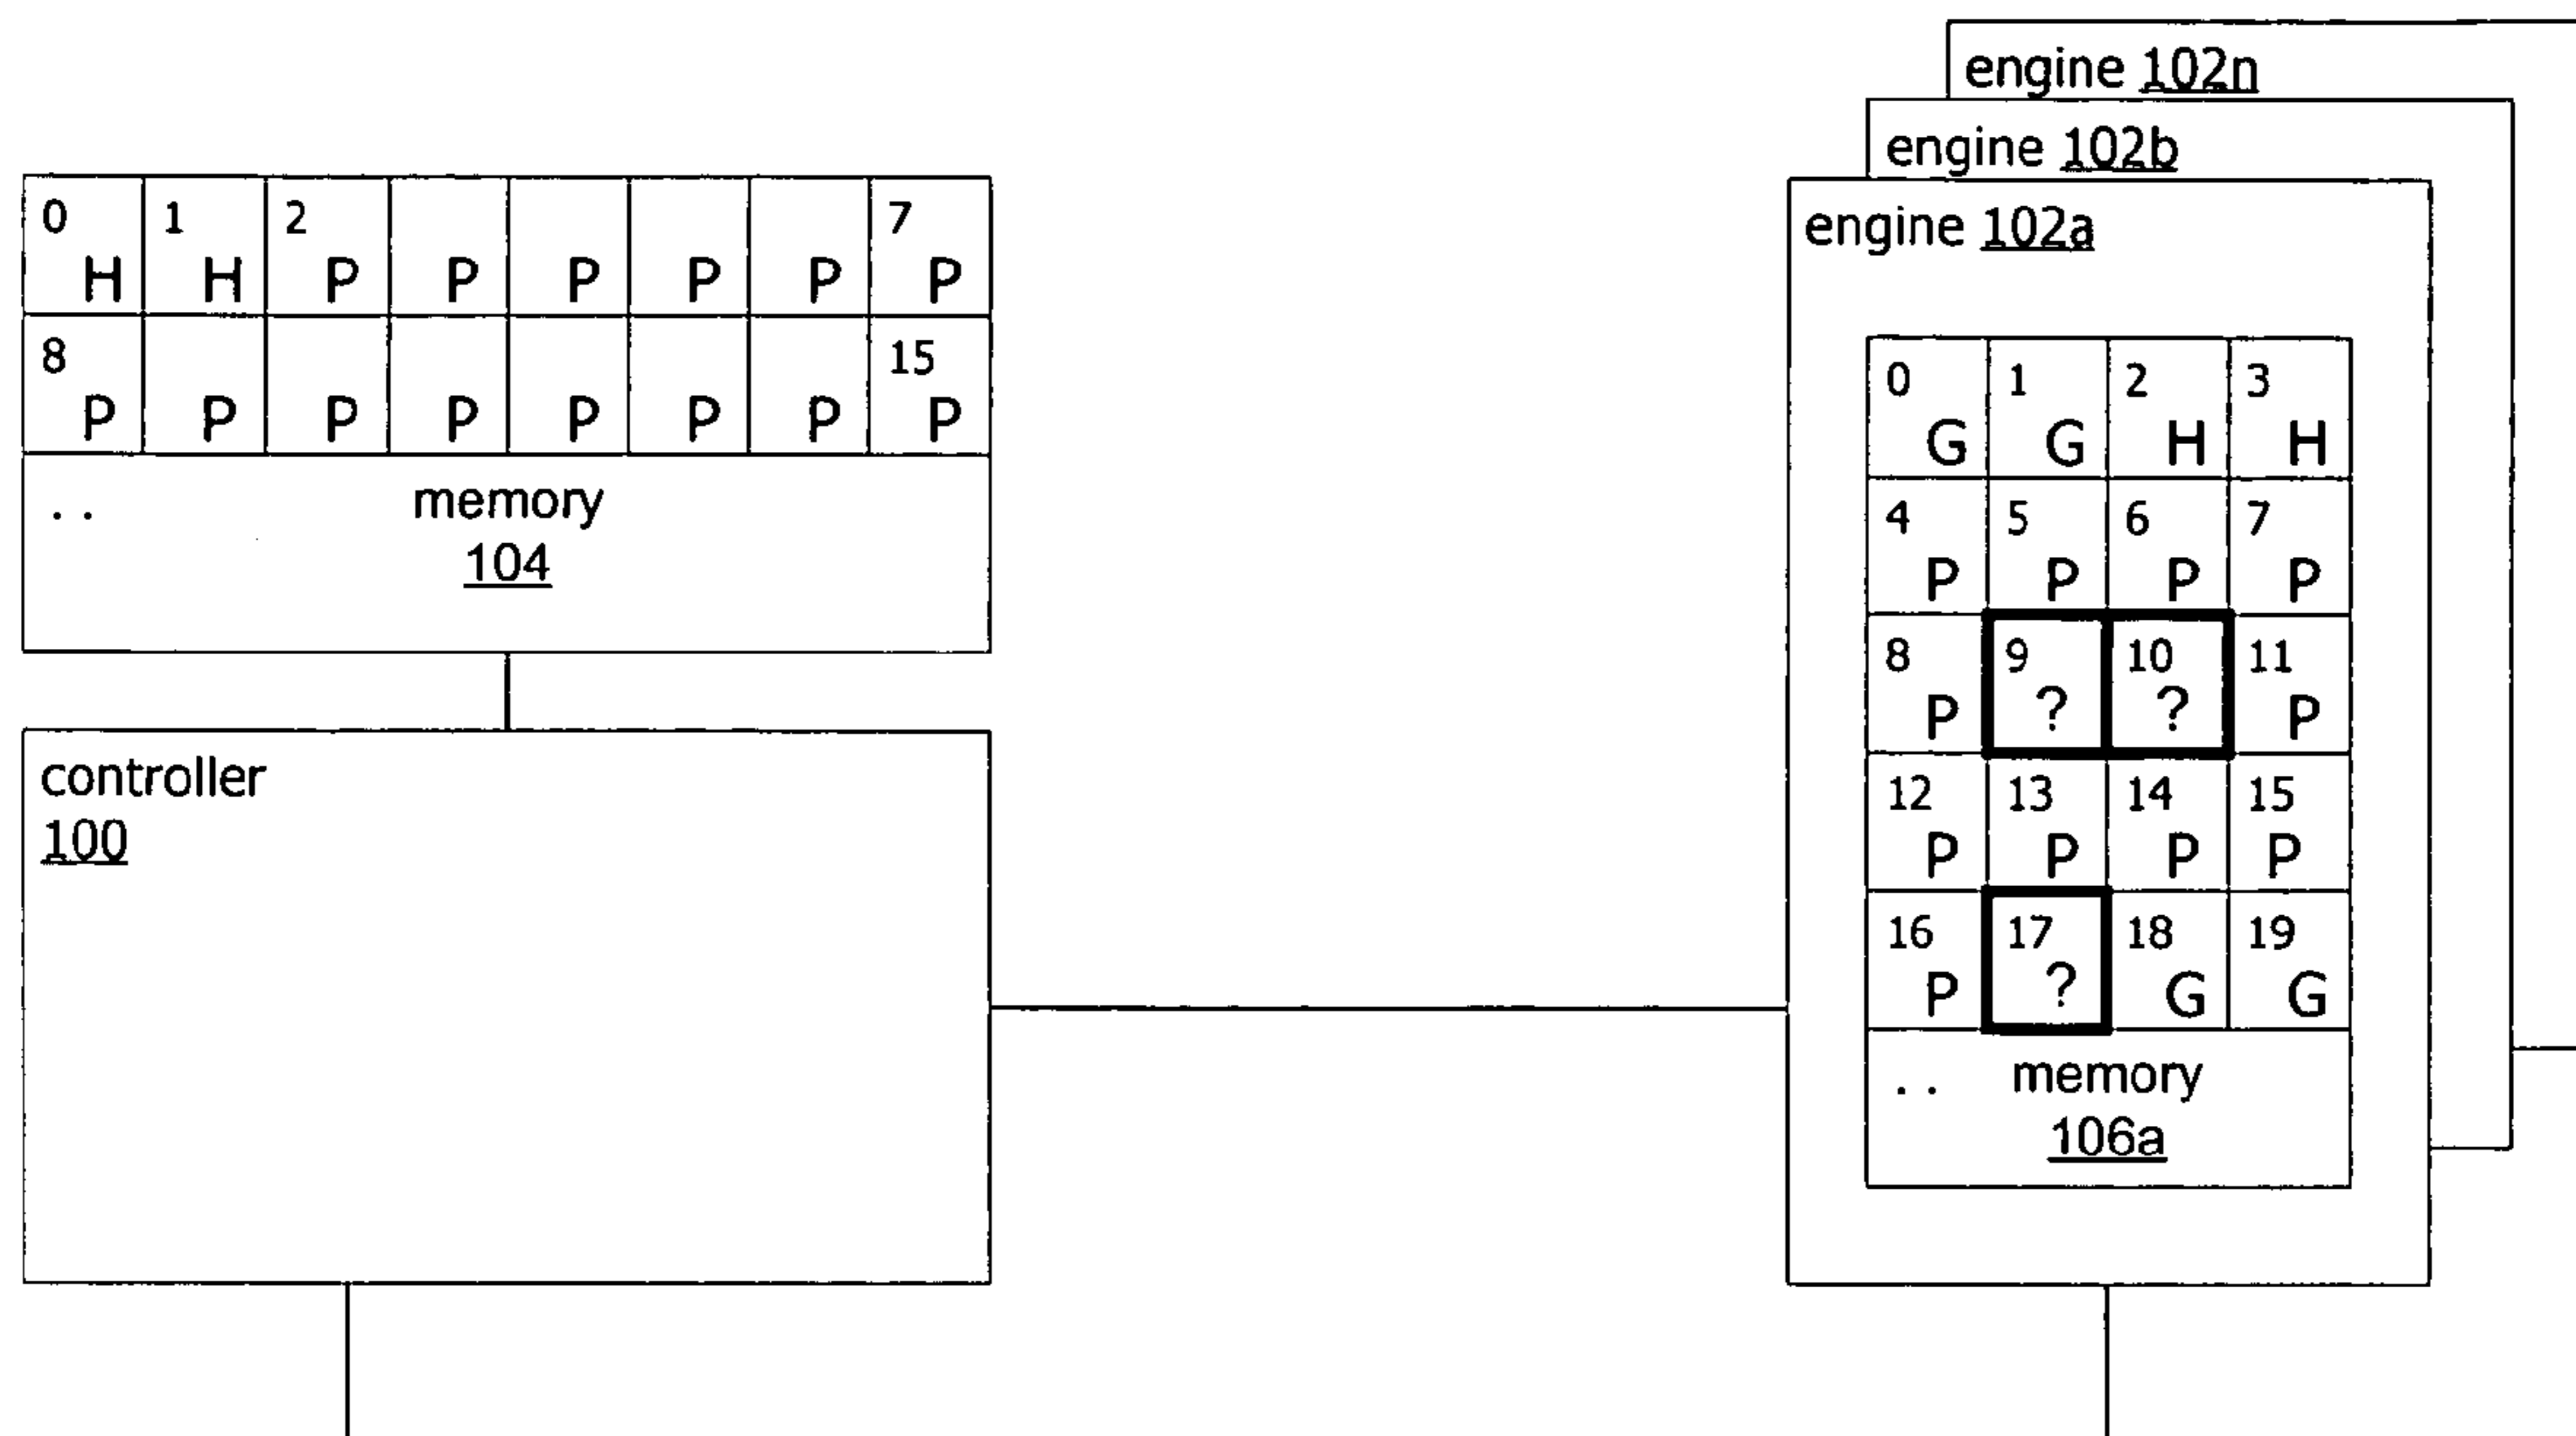 engine 102n
engine 102b
engine 102a
0 1 2 7
H H P P P P P P
8 15
P P P P P P P P
. . memory
104
controller
100
0 1 2 3
G G H H
4 5 6 7
P P P P
8 9 10 11
P ? ? P
12 13 14 15
P P P P
16 17 18 19
P ? G G
. . memory
106a